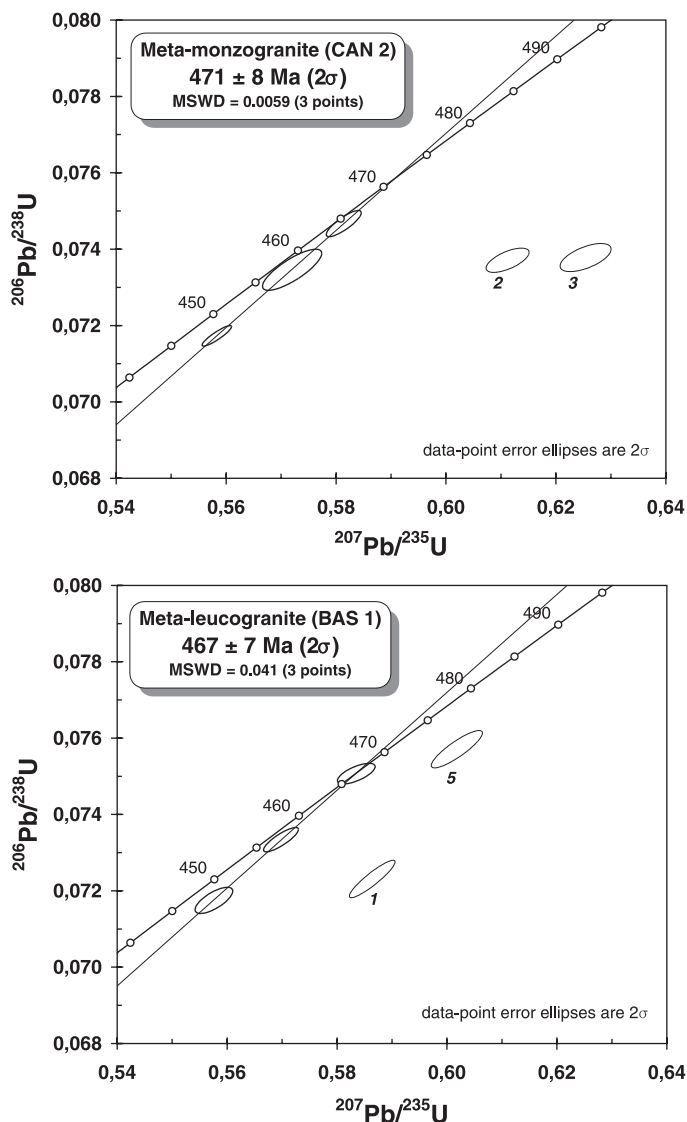 0,080
0,078
0,076
0,074
0,072
0,070
0,068
206Pb/238U
Meta-monzogranite (CAN 2)
471 ± 8 Ma (2σ)
MSWD = 0.0059 (3 points)
490
480
470
460
450
2
3
data-point error ellipses are 2σ
0,54 0,56 0,58 0,60 0,62 0,64
207Pb/235U
0,080
0,078
0,076
0,074
0,072
0,070
0,068
206Pb/238U
Meta-leucogranite (BAS 1)
467 ± 7 Ma (2σ)
MSWD = 0.041 (3 points)
490
480
470
460
450
5
1
data-point error ellipses are 2σ
0,54 0,56 0,58 0,60 0,62 0,64
207Pb/235U